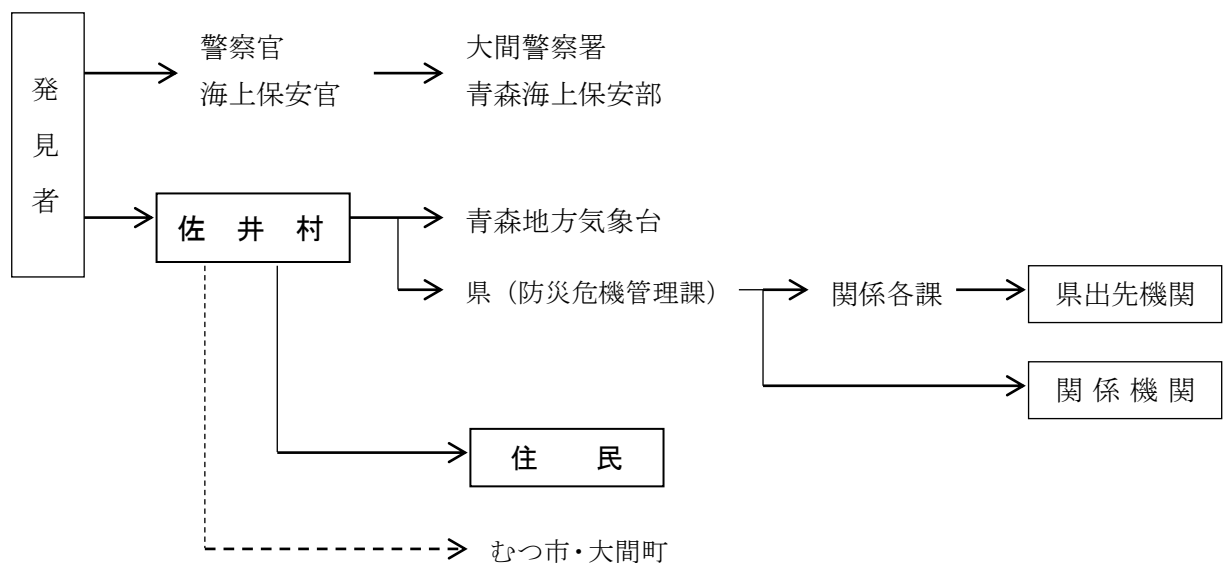 発見者
警察官
海上保安官
大間警察署
青森海上保安部
佐井村
青森地方気象台
県（防災危機管理課）
関係各課
県出先機関
関係機関
住民
むつ市・大間町